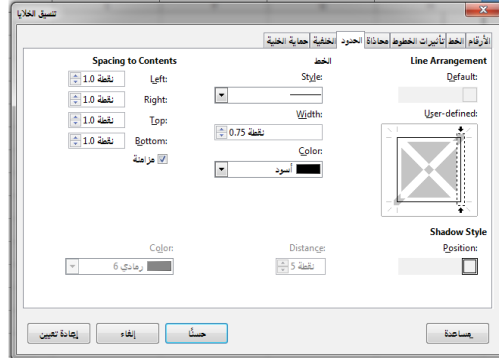 تنسيق الخلايا
الأرقام الخط تأثيرات الخطوط محاذاة الحدود الخلفية حماية الخلية
Line Arrangement
Default:
User-defined:
الخط
Style:
Width:
0.75 نقطة
Color:
أسود
Spacing to Contents
Left: 1.0 نقطة
Right: 1.0 نقطة
Top: 1.0 نقطة
Bottom: 1.0 نقطة
مزامنة
Shadow Style
Position:
Distance:
5 نقطة
Color:
رمادي 6
مساعدة
حسنًا
إلغاء
إعادة تعيين